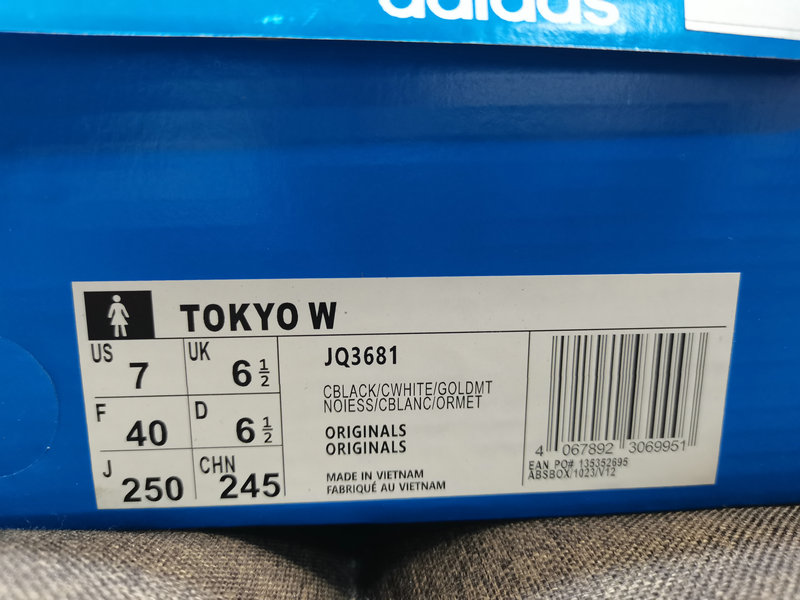 adidas
TOKYO W
US 7 UK 6 1/2
F 40 D 6 1/2
J 250 CHN 245
JQ3681
CBLACK/CWHITE/GOLDMT
NOIESS/CBLANC/ORMET
ORIGINALS
ORIGINALS
MADE IN VIETNAM
FABRIQUÉ AU VIETNAM
4 067892 3069951
EAN PO# 135352695
ABSBOX/1023/V12